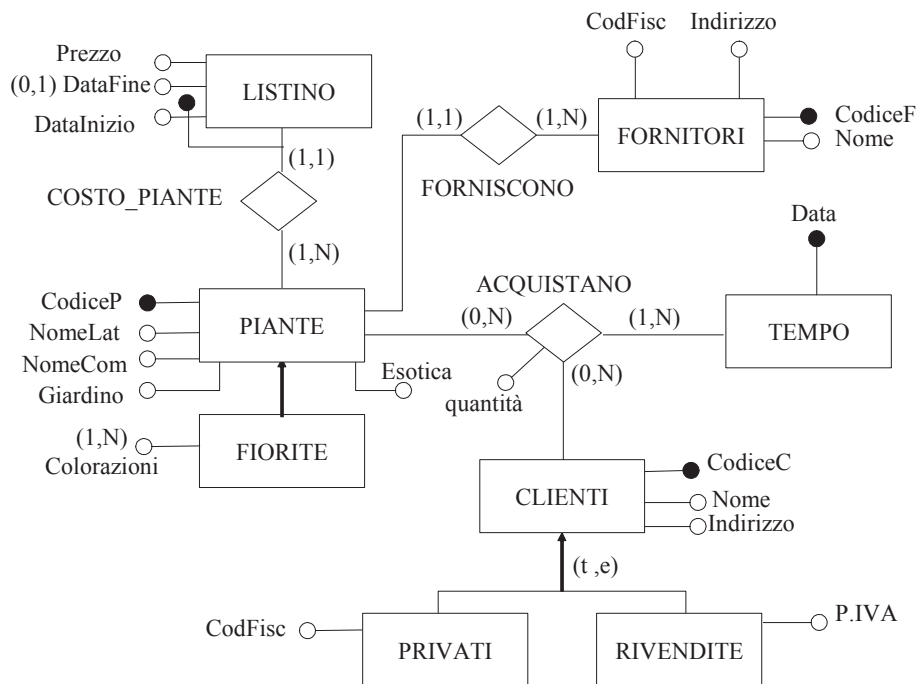 CodFisc Indirizzo
Prezzo
(0,1) DataFine
LISTINO
DataInizio
(1,1)
(1,1)
(1,N)
FORNITORI
CodiceF
Nome
COSTO_PIANTE
FORNISCONO
Data
(1,N)
ACQUISTANO
CodiceP
NomeLat
NomeCom
Giardino
PIANTE
(0,N)
(1,N)
TEMPO
Esotica
(0,N)
quantità
(1,N)
Colorazioni
FIORITE
CLIENTI
CodiceC
Nome
Indirizzo
(t ,e)
CodFisc
PRIVATI
RIVENDITE
P.IVA